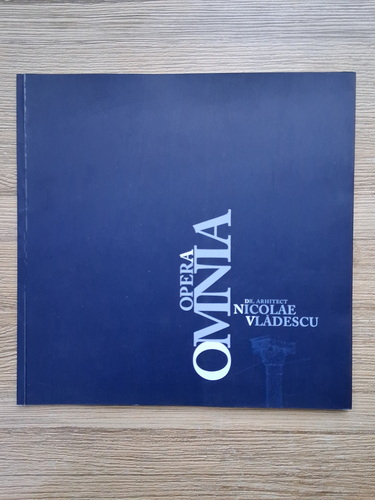 OPERA
OMNIA
DR. ARHITECT
NICOLAE
VLĂDESCU